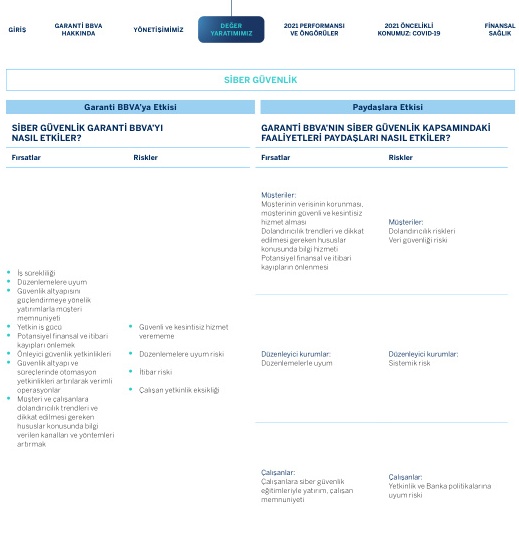 GİRİŞ
GARANTİ BBVA
HAKKINDA
YÖNETİŞİMİMİZ
DEĞER
YARATIMIMIZ
2021 PERFORMANSI
VE ÖNGÖRÜLER
2021 ÖNCELİKLİ
KONUMUZ: COVID-19
FİNANSAL
SAĞLIK
SİBER GÜVENLİK
Garanti BBVA'ya Etkisi
SİBER GÜVENLİK GARANTİ BBVA'YI
NASIL ETKİLER?
Fırsatlar
Riskler
• İş sürekliliği
• Düzenlemelere uyum
• Güvenlik altyapısını
güçlendirmeye yönelik
yatırımlarla müşteri
memnuniyeti
• Yetkin iş gücü
• Potansiyel finansal ve itibari
kayıpları önlemek
• Önleyici güvenlik yetkinlikleri
• Güvenlik altyapı ve
süreçlerinde otomasyon
yetkinlikleri artırılarak verimli
operasyonlar
• Müşteri ve çalışanlara
dolandırıcılık trendleri ve
dikkat edilmesi gereken
hususlar konusunda bilgi
verilen kanalları ve yöntemleri
artırmak
• Güvenli ve kesintisiz hizmet
verememe
• Düzenlemelere uyum riski
• İtibar riski
• Çalışan yetkinlik eksikliği
Paydaşlara Etkisi
GARANTİ BBVA'NIN SİBER GÜVENLİK KAPSAMINDAKİ
FAALİYETLERİ PAYDAŞLARI NASIL ETKİLER?
Fırsatlar
Riskler
Müşteriler:
Müşterinin verisinin korunması,
müşterinin güvenli ve kesintisiz
hizmet alması
Dolandırıcılık trendleri ve dikkat
edilmesi gereken hususlar
konusunda bilgi hizmeti
Potansiyel finansal ve itibari
kayıpların önlenmesi
Müşteriler:
Dolandırıcılık riskleri
Veri güvenliği riski
Düzenleyici kurumlar:
Düzenlemelerle uyum
Düzenleyici kurumlar:
Sistemik risk
Çalışanlar:
Çalışanlara siber güvenlik
eğitimleriyle yatırım, çalışan
memnuniyeti
Çalışanlar:
Yetkinlik ve Banka politikalarına
uyum riski